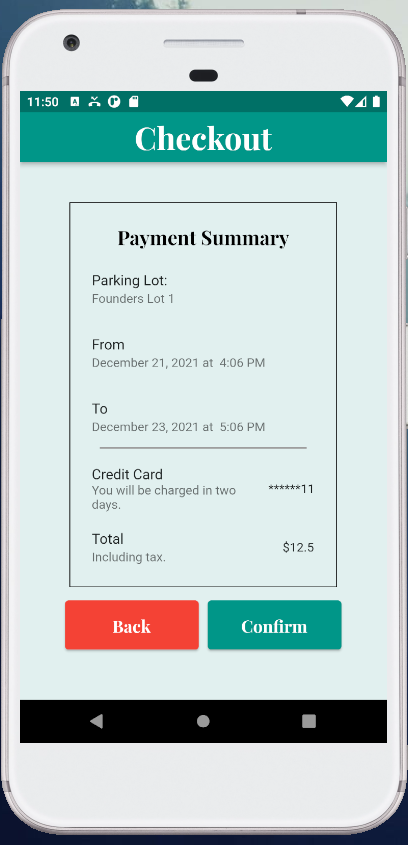 11:50
Checkout
Payment Summary
Parking Lot:
Founders Lot 1
From
December 21, 2021 at  4:06 PM
To
December 23, 2021 at  5:06 PM
Credit Card
You will be charged in two
days.
******11
Total
Including tax.
$12.5
Back
Confirm